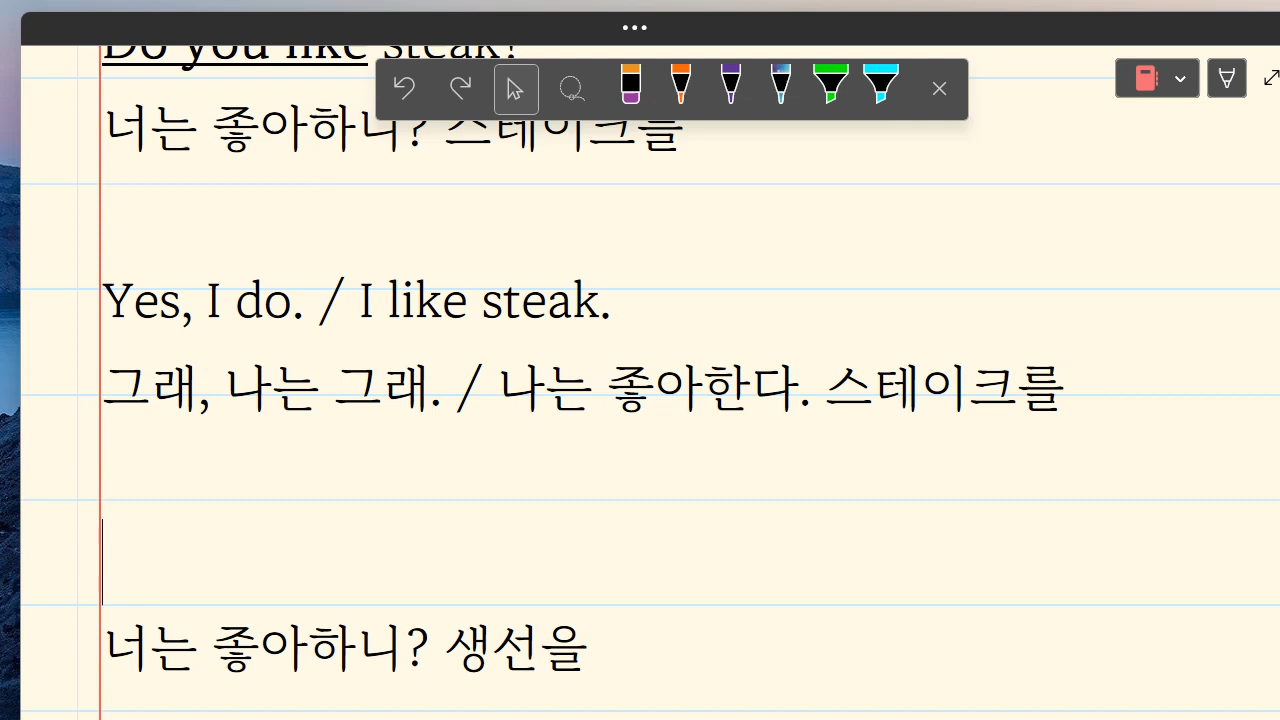 Do you like steak?
너는 좋아하니? 스테이크를
Yes, I do. / I like steak.
그래, 나는 그래. / 나는 좋아한다. 스테이크를
너는 좋아하니? 생선을